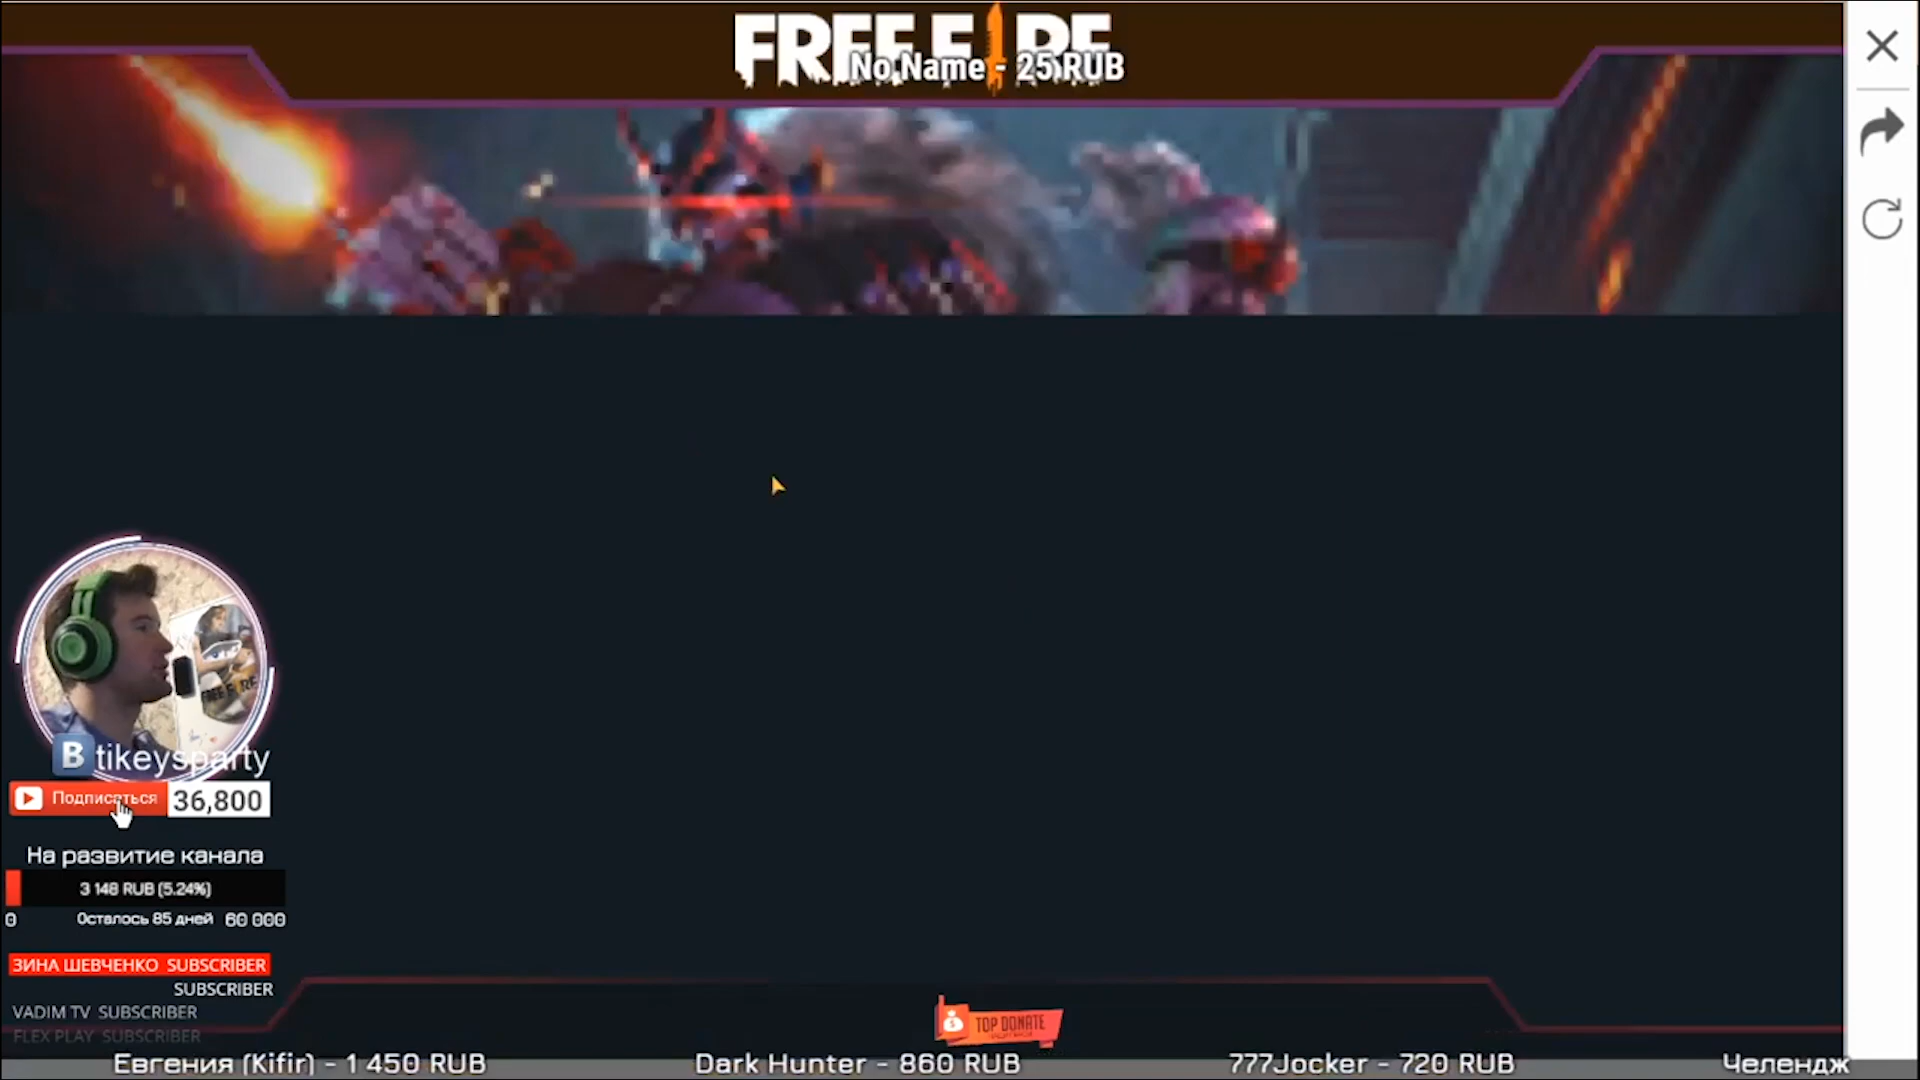 FREE FIRE
No Name - 25 RUB
FREE FIRE
B tikeysparty
Подписаться 36,800
На развитие канала
3 148 RUB (5.24%)
0 Осталось 85 дней 60 000
ЗИНА ШЕВЧЕНКО SUBSCRIBER
SUBSCRIBER
VADIM TV SUBSCRIBER
FLEX PLAY SUBSCRIBER
TOP DONATE
Евгения (Kifir) - 1 450 RUB Dark Hunter - 860 RUB 777Jocker - 720 RUB Челендж